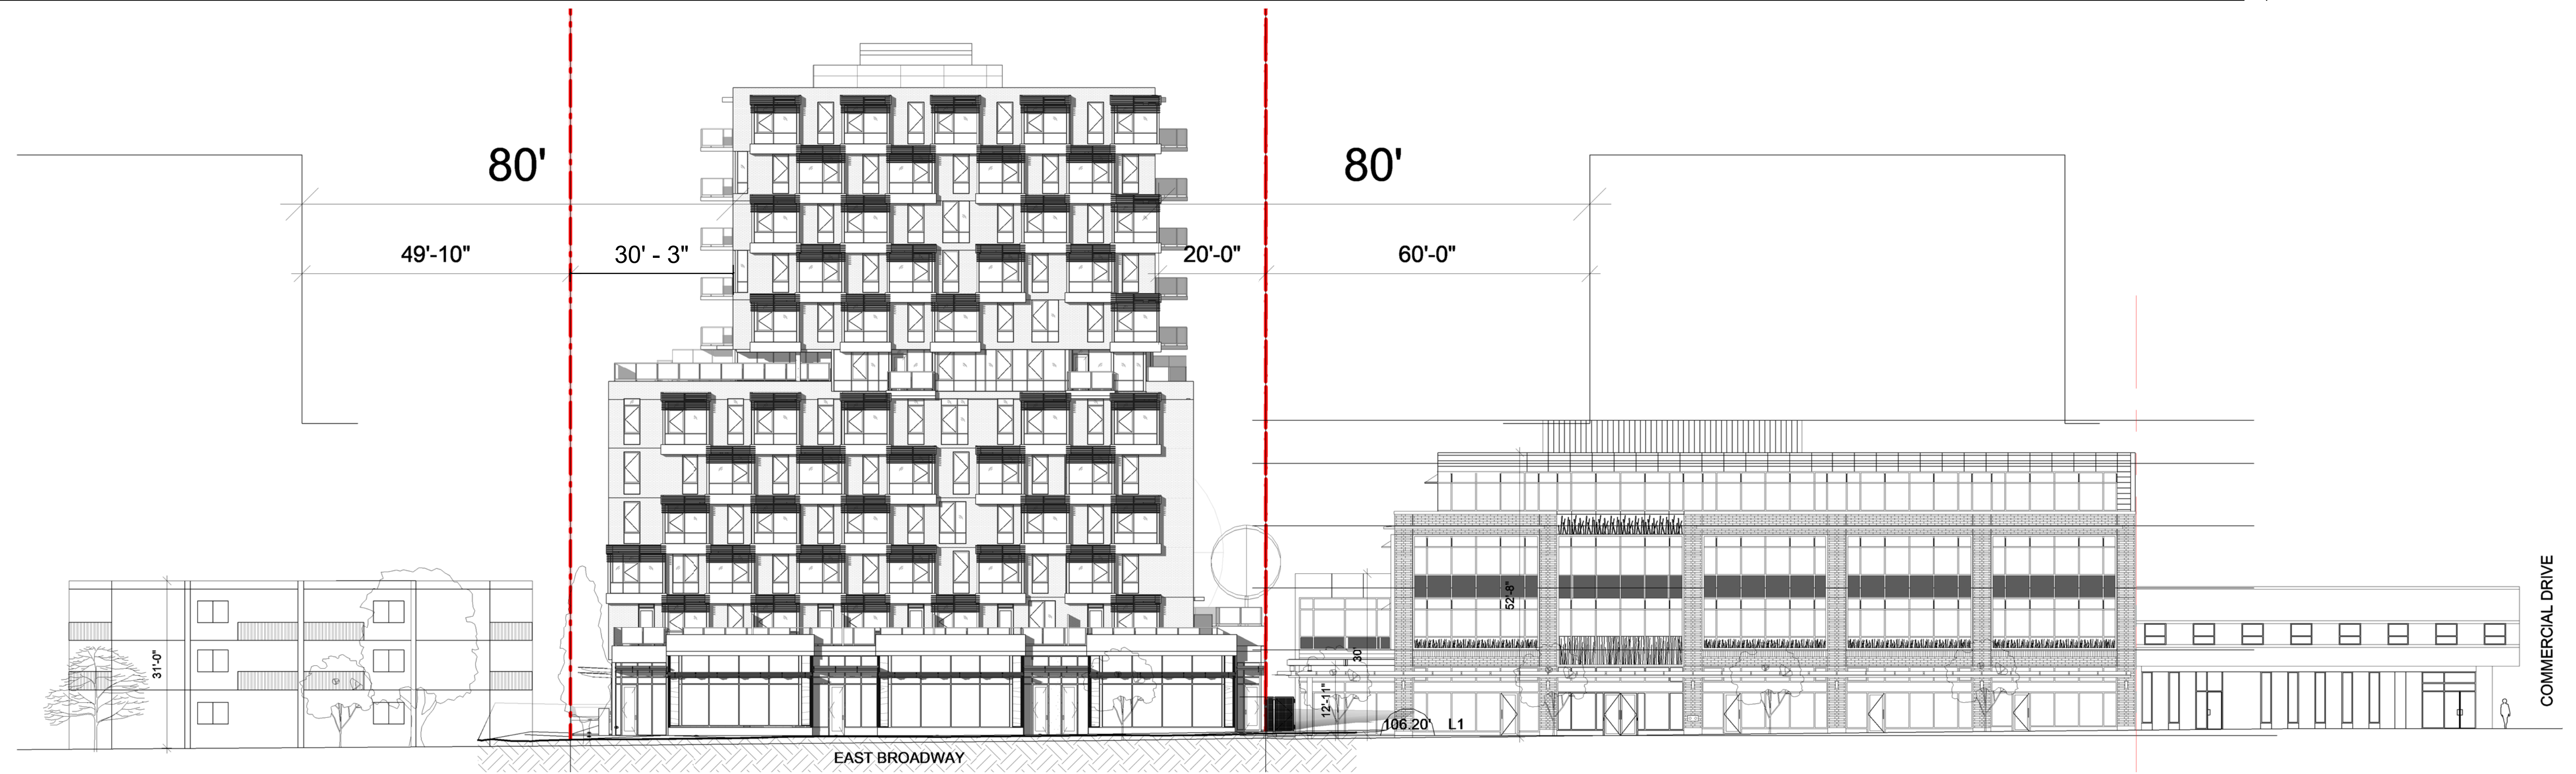 80'
80'
49'-10"
30' - 3"
20'-0"
60'-0"
31'-0"
52'-8"
30'
12'-11"
106.20' L1
EAST BROADWAY
COMMERCIAL DRIVE